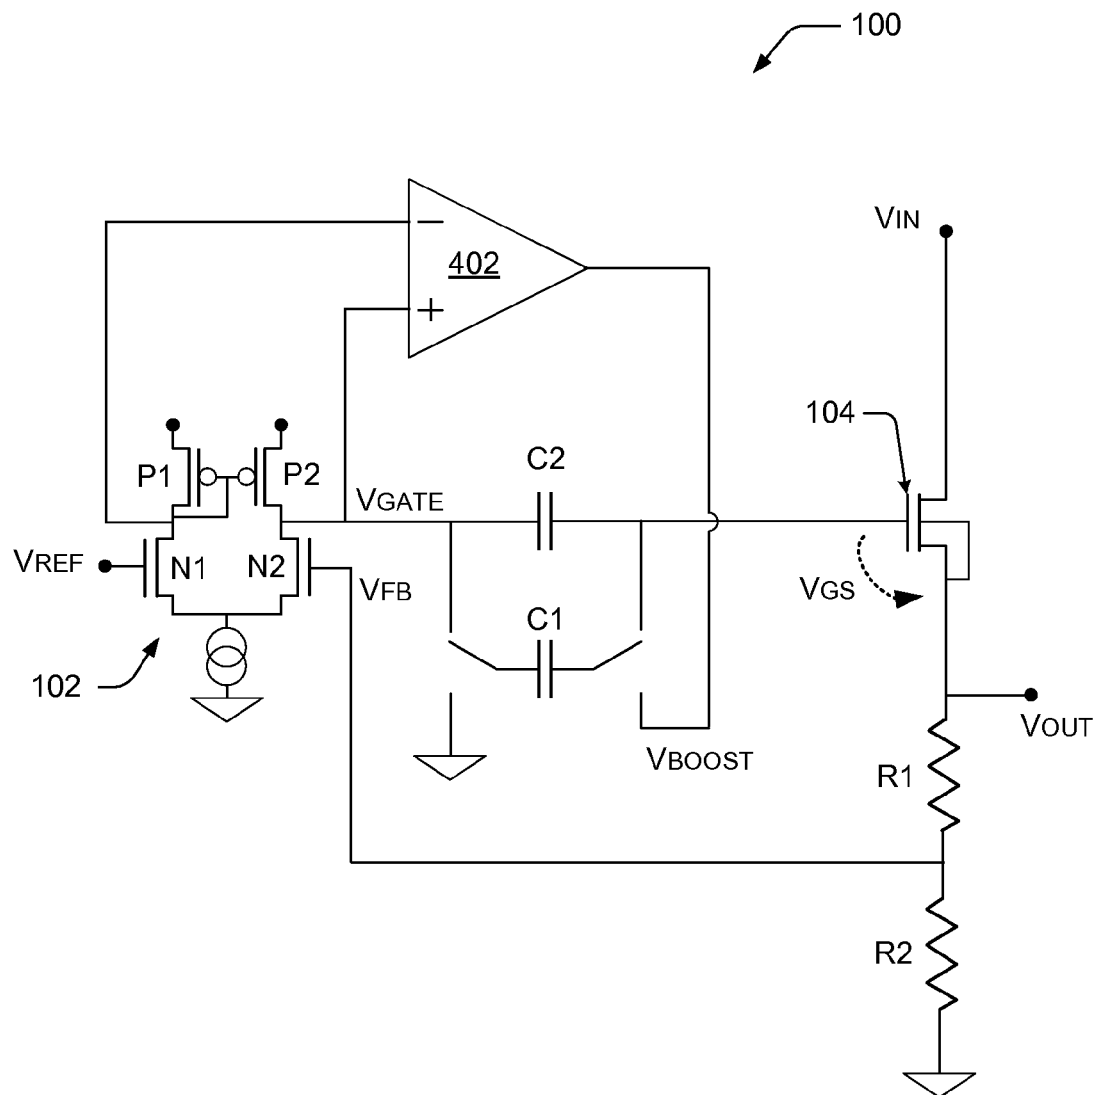 100
VIN
402
104
P1
P2
C2
VGATE
VREF
N1
N2
VFB
C1
VGS
102
VBOOST
VOUT
R1
R2